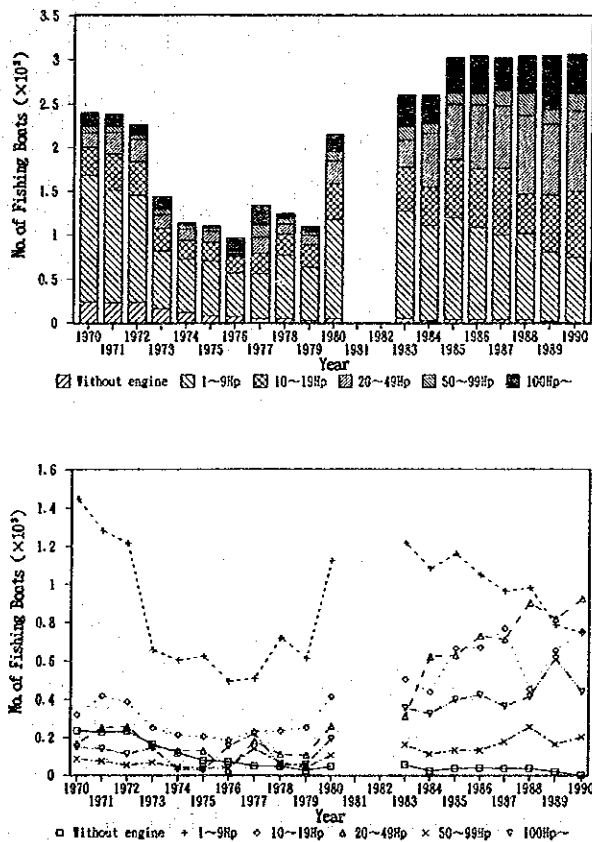 3.5
3
2.5
2
1.5
1
0.5
0
No. of Fishing Boats (×10³)
1970 1972 1974 1976 1978 1980 1982 1984 1986 1988 1990
1971 1973 1975 1977 1979 1981 1983 1985 1987 1989
Year
Without engine 1~9Hp 10~19Hp 20~49Hp 50~99Hp 100Hp~
1.6
1.4
1.2
1
0.8
0.6
0.4
0.2
0
No. of Fishing Boats (×10³)
1970 1972 1974 1976 1978 1980 1982 1984 1986 1988 1990
1971 1973 1975 1977 1979 1981 1983 1985 1987 1989
Year
Without engine 1~9Hp 10~19Hp 20~49Hp 50~99Hp 100Hp~